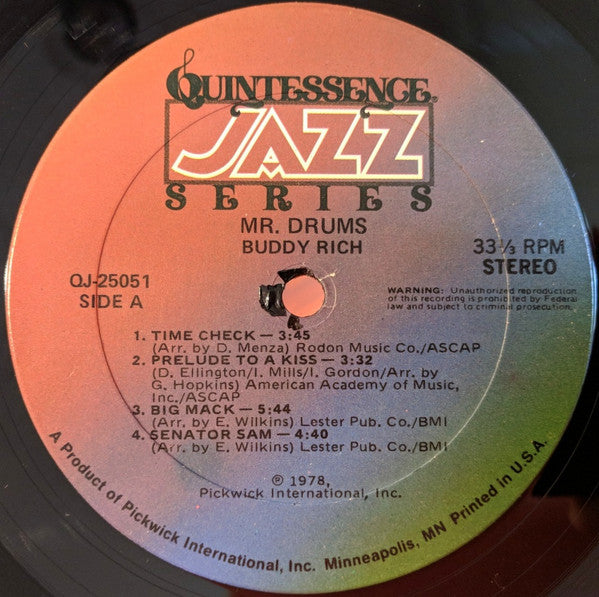 QUINTESSENCE®
JAZZ
SERIES
MR. DRUMS
BUDDY RICH
33⅓ RPM
STEREO
QJ-25051
SIDE A
WARNING: Unauthorized reproduction
of this recording is prohibited by Federal
law and subject to criminal prosecution.
1. TIME CHECK — 3:45
(Arr. by D. Menza) Rodon Music Co./ASCAP
2. PRELUDE TO A KISS — 3:32
(D. Ellington/I. Mills/I. Gordon/Arr. by
G. Hopkins) American Academy of Music,
Inc./ASCAP
3. BIG MACK — 5:44
(Arr. by E. Wilkins) Lester Pub. Co./BMI
4. SENATOR SAM — 4:40
(Arr. by E. Wilkins) Lester Pub. Co./BMI
℗ 1978,
Pickwick International, Inc.
A Product of Pickwick International, Inc. Minneapolis, MN Printed in U.S.A.